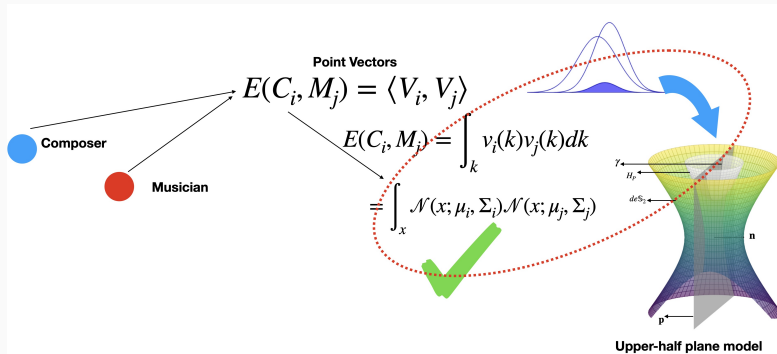 Point Vectors
E(C_i, M_j) = ⟨V_i, V_j⟩
Composer
Musician
E(C_i, M_j) = ∫_k v_i(k)v_j(k)dk
= ∫_x 𝒩(x; μ_i, Σ_i)𝒩(x; μ_j, Σ_j)
γ
H_p
de𝕊_2
n
p
Upper-half plane model